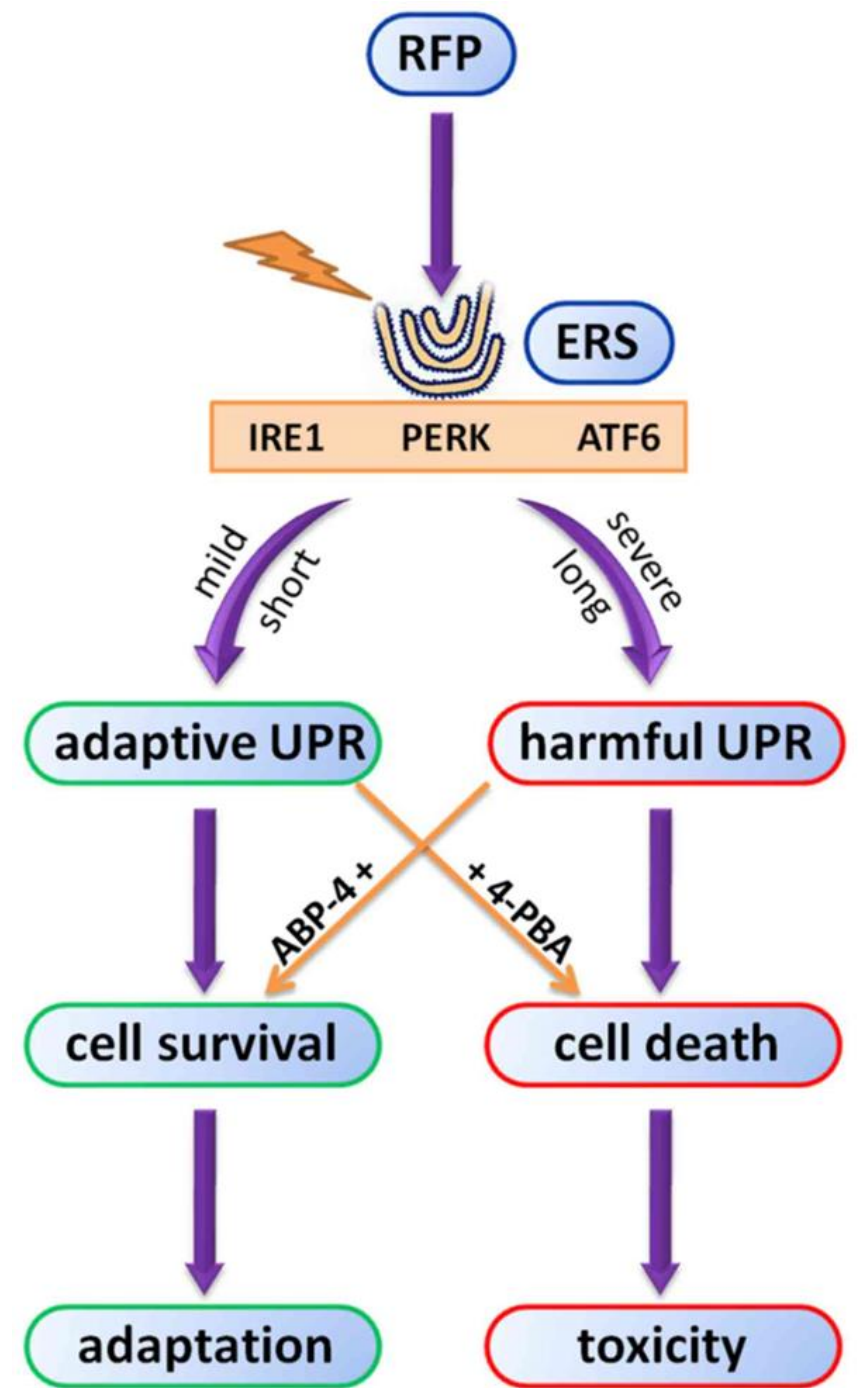 RFP
ERS
IRE1 PERK ATF6
mild
short
severe
long
adaptive UPR
harmful UPR
ABP-4 +
+ 4-PBA
cell survival
cell death
adaptation
toxicity